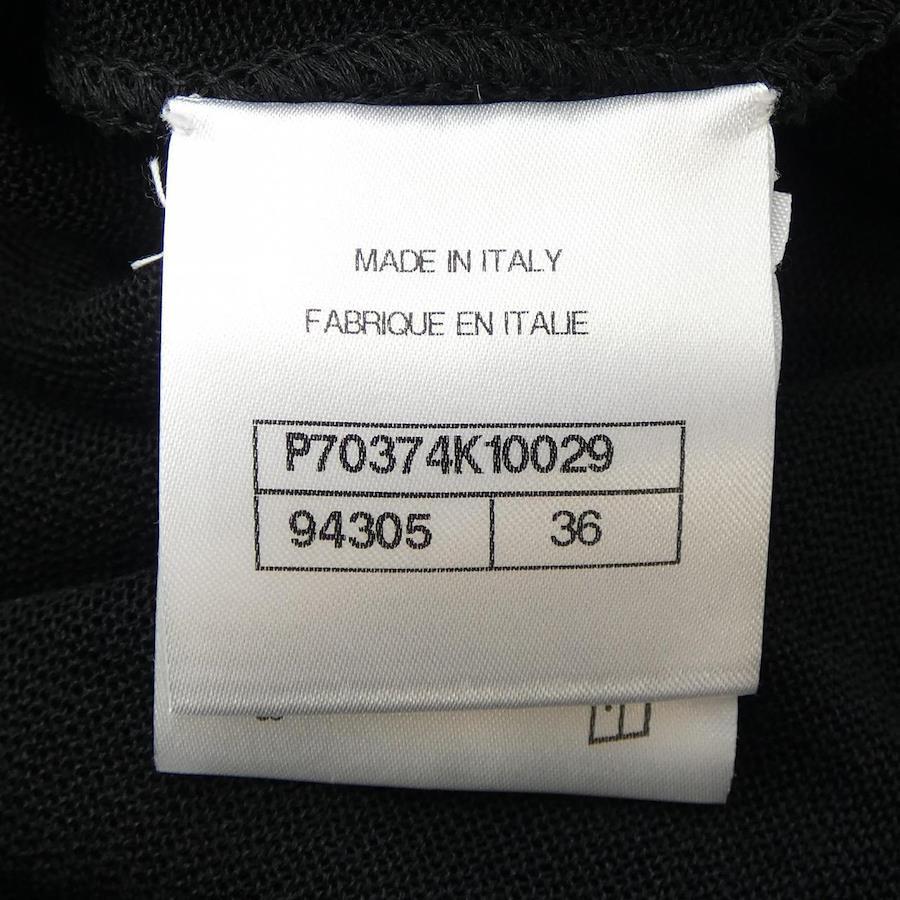 MADE IN ITALY
FABRIQUE EN ITALIE
P70374K10029
94305 36